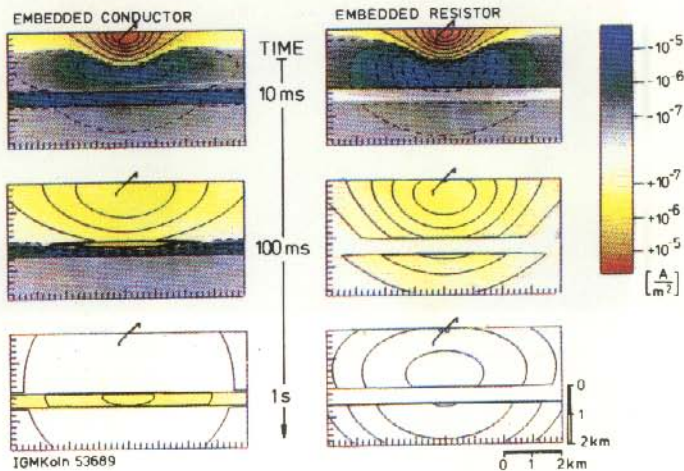 EMBEDDED CONDUCTOR
EMBEDDED RESISTOR
TIME
10 ms
100 ms
1s
-10⁻⁵
-10⁻⁶
-10⁻⁷
+10⁻⁷
+10⁻⁶
+10⁻⁵
[A/m²]
0
1
2km
0 1 2km
IGMKoln 53689